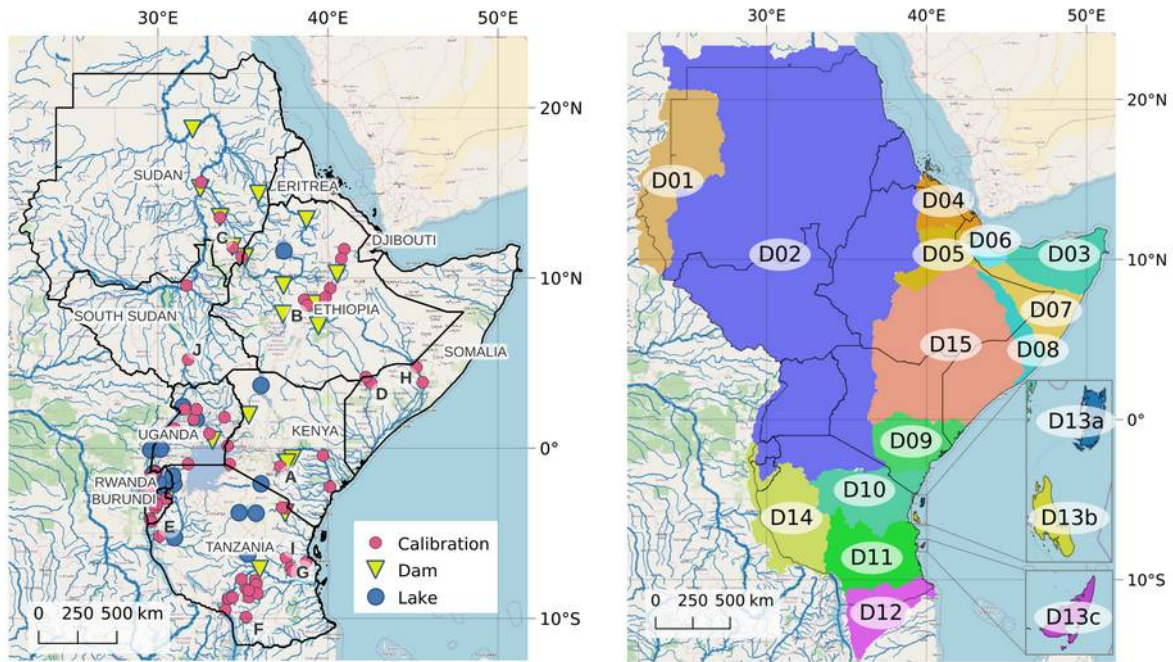 30°E 40°E 50°E
20°N
SUDAN
ERITREA
C
DJIBOUTI
10°N
B ETHIOPIA
SOUTH SUDAN
SOMALIA
J
H
D
UGANDA
KENYA
0°
A
RWANDA
BURUNDI
E
TANZANIA
I
G
F
10°S
Calibration
Dam
Lake
0 250 500 km
30°E 40°E 50°E
20°N
D01
D04
D06
D02
D05
D03
10°N
D07
D15
D08
D13a
0°
D09
D10
D14
D13b
D11
10°S
D12
D13c
0 250 500 km